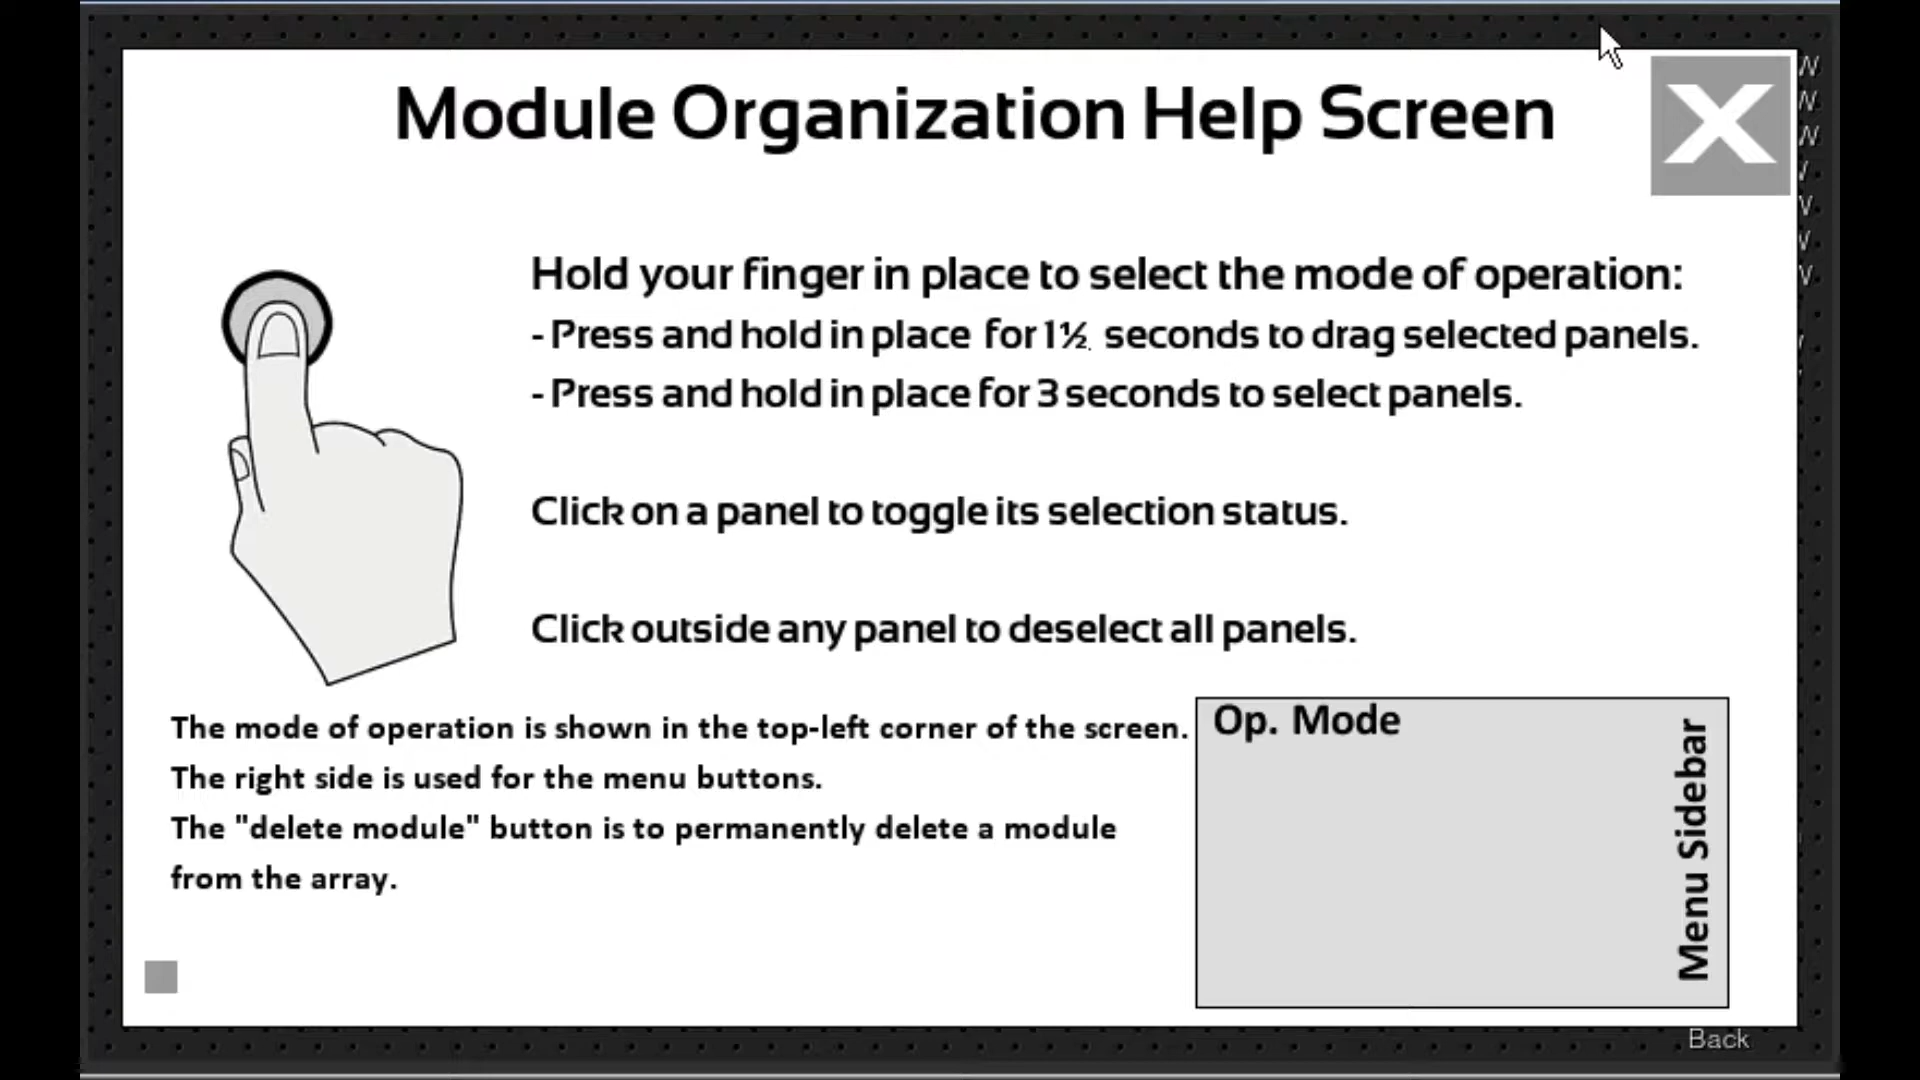 Module Organization Help Screen
Hold your finger in place to select the mode of operation:
- Press and hold in place for 1½ seconds to drag selected panels.
- Press and hold in place for 3 seconds to select panels.
Click on a panel to toggle its selection status.
Click outside any panel to deselect all panels.
The mode of operation is shown in the top-left corner of the screen.
The right side is used for the menu buttons.
The "delete module" button is to permanently delete a module
from the array.
Op. Mode
Menu Sidebar
Back